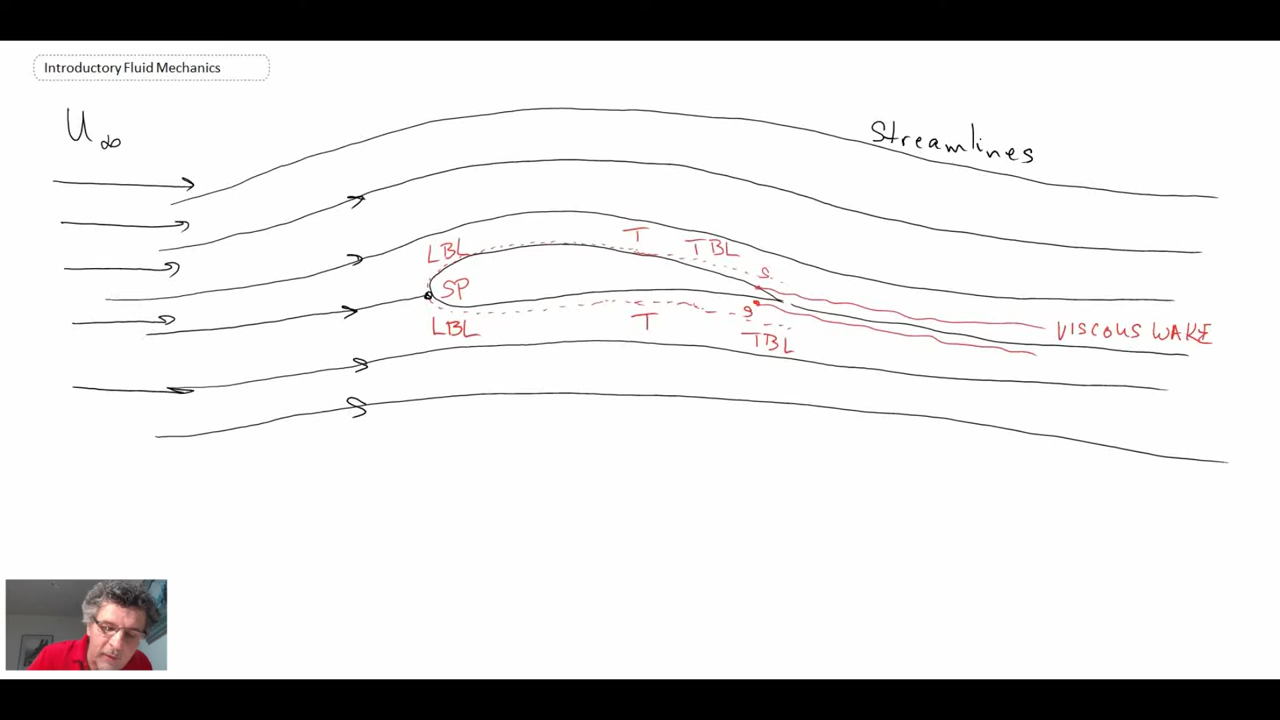 Introductory Fluid Mechanics
U∞
Streamlines
LBL
T
TBL
S
SP
S
LBL
T
TBL
VISCOUS WAKE